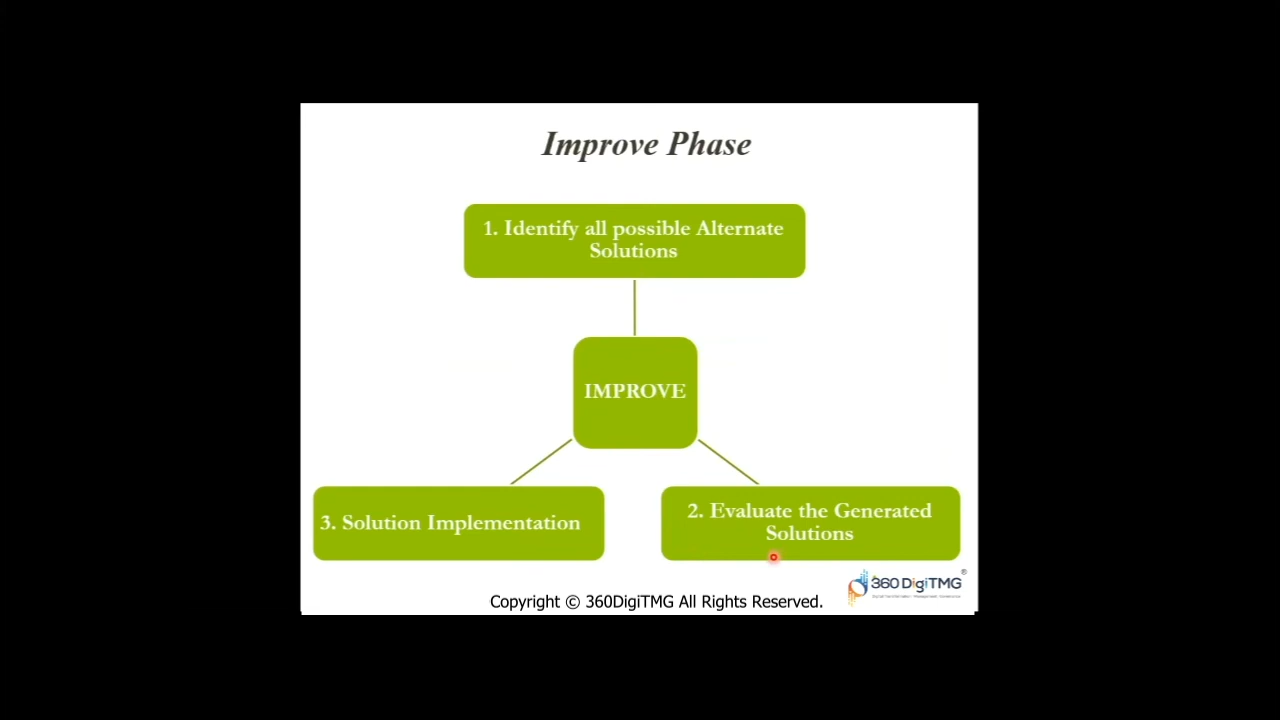 Improve Phase
1. Identify all possible Alternate
Solutions
IMPROVE
3. Solution Implementation
2. Evaluate the Generated
Solutions
360DigiTMG®
Copyright © 360DigiTMG All Rights Reserved.